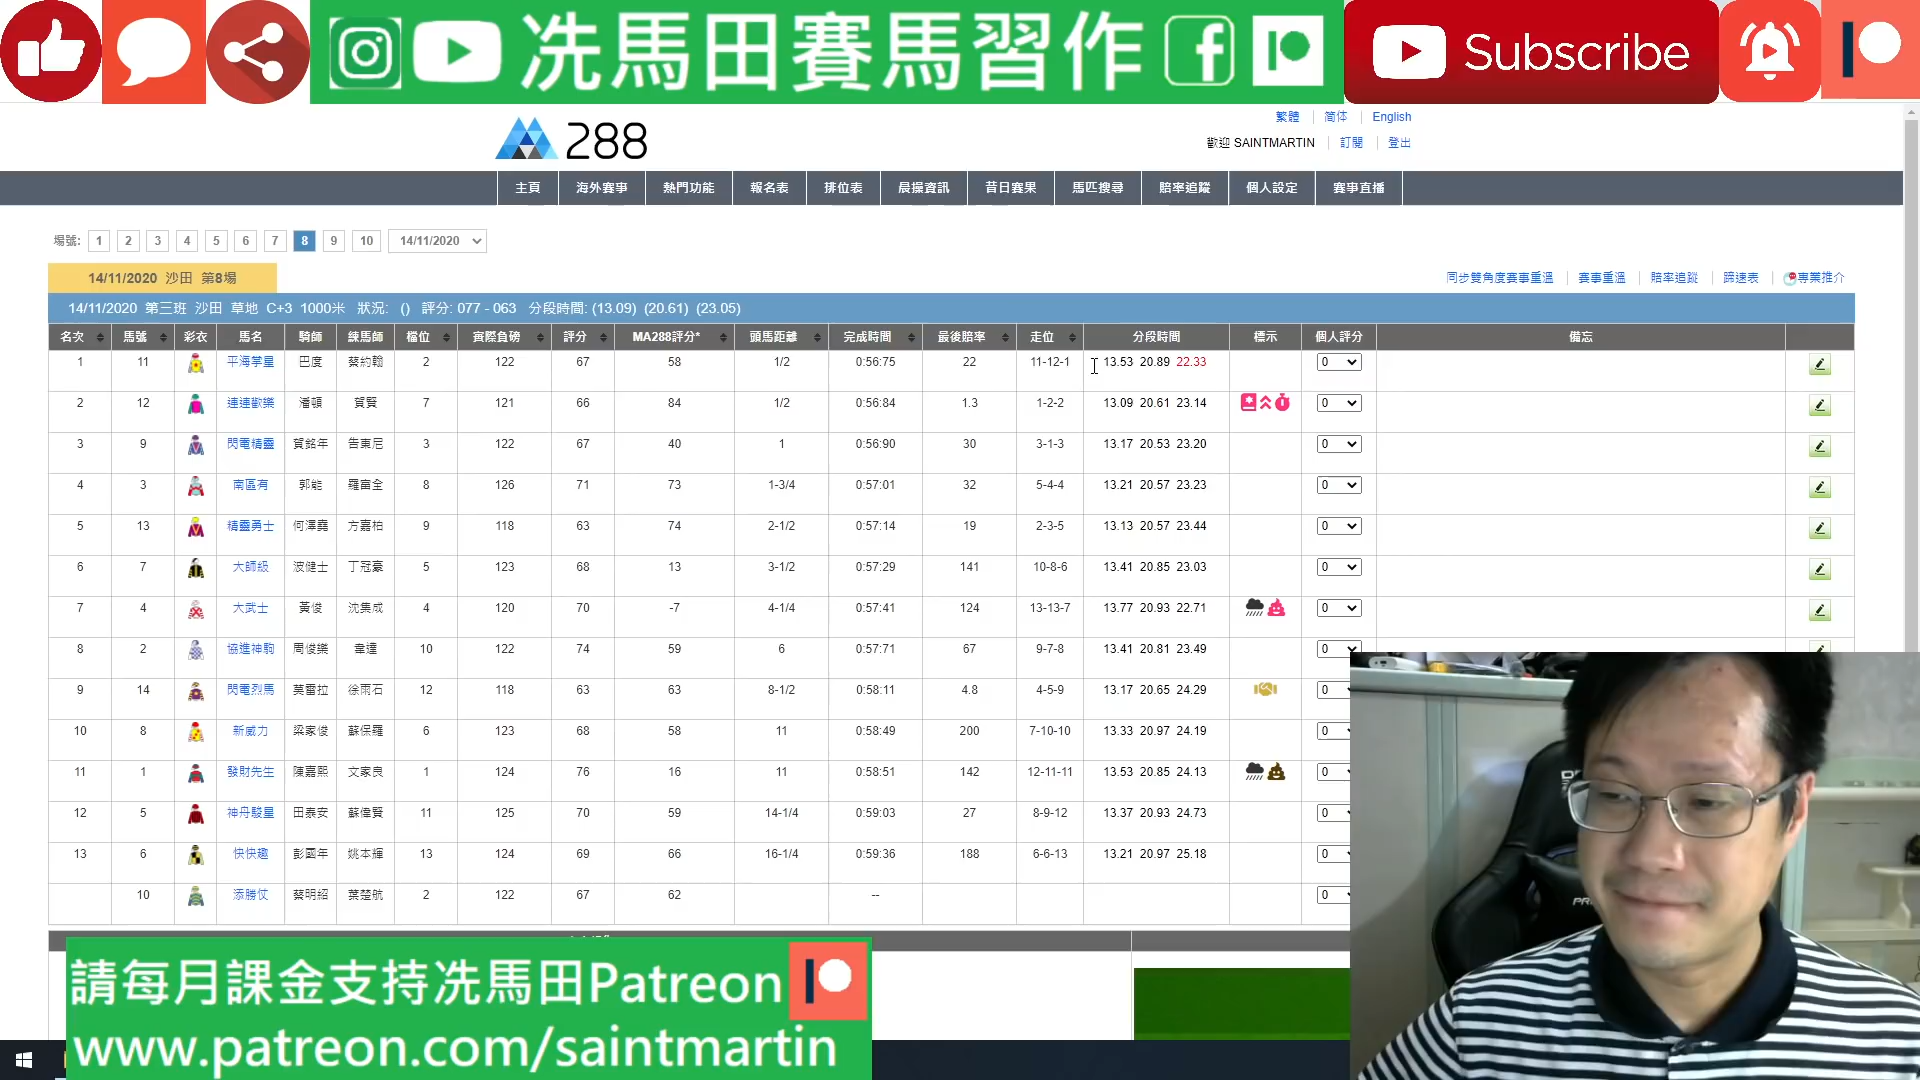 冼馬田賽馬習作
Subscribe
繁體 简体 English
288
歡迎 SAINTMARTIN 訂閱 登出
主頁 海外賽事 熱門功能 報名表 排位表 晨操資訊 昔日賽果 馬匹搜尋 賠率追蹤 個人設定 賽事直播
場號: 1 2 3 4 5 6 7 8 9 10 14/11/2020
14/11/2020 沙田 第8場
同步雙角度賽事重溫 賽事重溫 賠率追蹤 蹄速表 專業推介
14/11/2020 第三班 沙田 草地 C+3 1000米 狀況: () 評分: 077 - 063 分段時間: (13.09) (20.61) (23.05)
名次 馬號 彩衣 馬名 騎師 練馬師 檔位 實際負磅 評分 MA288評分* 頭馬距離 完成時間 最後賠率 走位 分段時間 標示 個人評分 備忘
1 11 平海掌星 巴度 蔡約翰 2 122 67 58 1/2 0:56:75 22 11-12-1 13.53 20.89 22.33 0
2 12 連連歡樂 潘頓 賀賢 7 121 66 84 1/2 0:56:84 1.3 1-2-2 13.09 20.61 23.14 0
3 9 閃電精靈 賀銘年 告東尼 3 122 67 40 1 0:56:90 30 3-1-3 13.17 20.53 23.20 0
4 3 南區有 郭能 羅富全 8 126 71 73 1-3/4 0:57:01 32 5-4-4 13.21 20.57 23.23 0
5 13 精靈勇士 何澤堯 方嘉柏 9 118 63 74 2-1/2 0:57:14 19 2-3-5 13.13 20.57 23.44 0
6 7 大師級 波健士 丁冠豪 5 123 68 13 3-1/2 0:57:29 141 10-8-6 13.41 20.85 23.03 0
7 4 大武士 黃俊 沈集成 4 120 70 -7 4-1/4 0:57:41 124 13-13-7 13.77 20.93 22.71 0
8 2 協進神駒 周俊樂 韋達 10 122 74 59 6 0:57:71 67 9-7-8 13.41 20.81 23.49 0
9 14 閃電烈馬 莫雷拉 徐雨石 12 118 63 63 8-1/2 0:58:11 4.8 4-5-9 13.17 20.65 24.29 0
10 8 新威力 梁家俊 蘇保羅 6 123 68 58 11 0:58:49 200 7-10-10 13.33 20.97 24.19 0
11 1 發財先生 陳嘉熙 文家良 1 124 76 16 11 0:58:51 142 12-11-11 13.53 20.85 24.13 0
12 5 神舟駿星 田泰安 蘇偉賢 11 125 70 59 14-1/4 0:59:03 27 8-9-12 13.37 20.93 24.73 0
13 6 快快趣 彭國年 姚本輝 13 124 69 66 16-1/4 0:59:36 188 6-6-13 13.21 20.97 25.18 0
10 添勝仗 蔡明紹 葉楚航 2 122 67 62 -- 0
請每月課金支持冼馬田Patreon
www.patreon.com/saintmartin